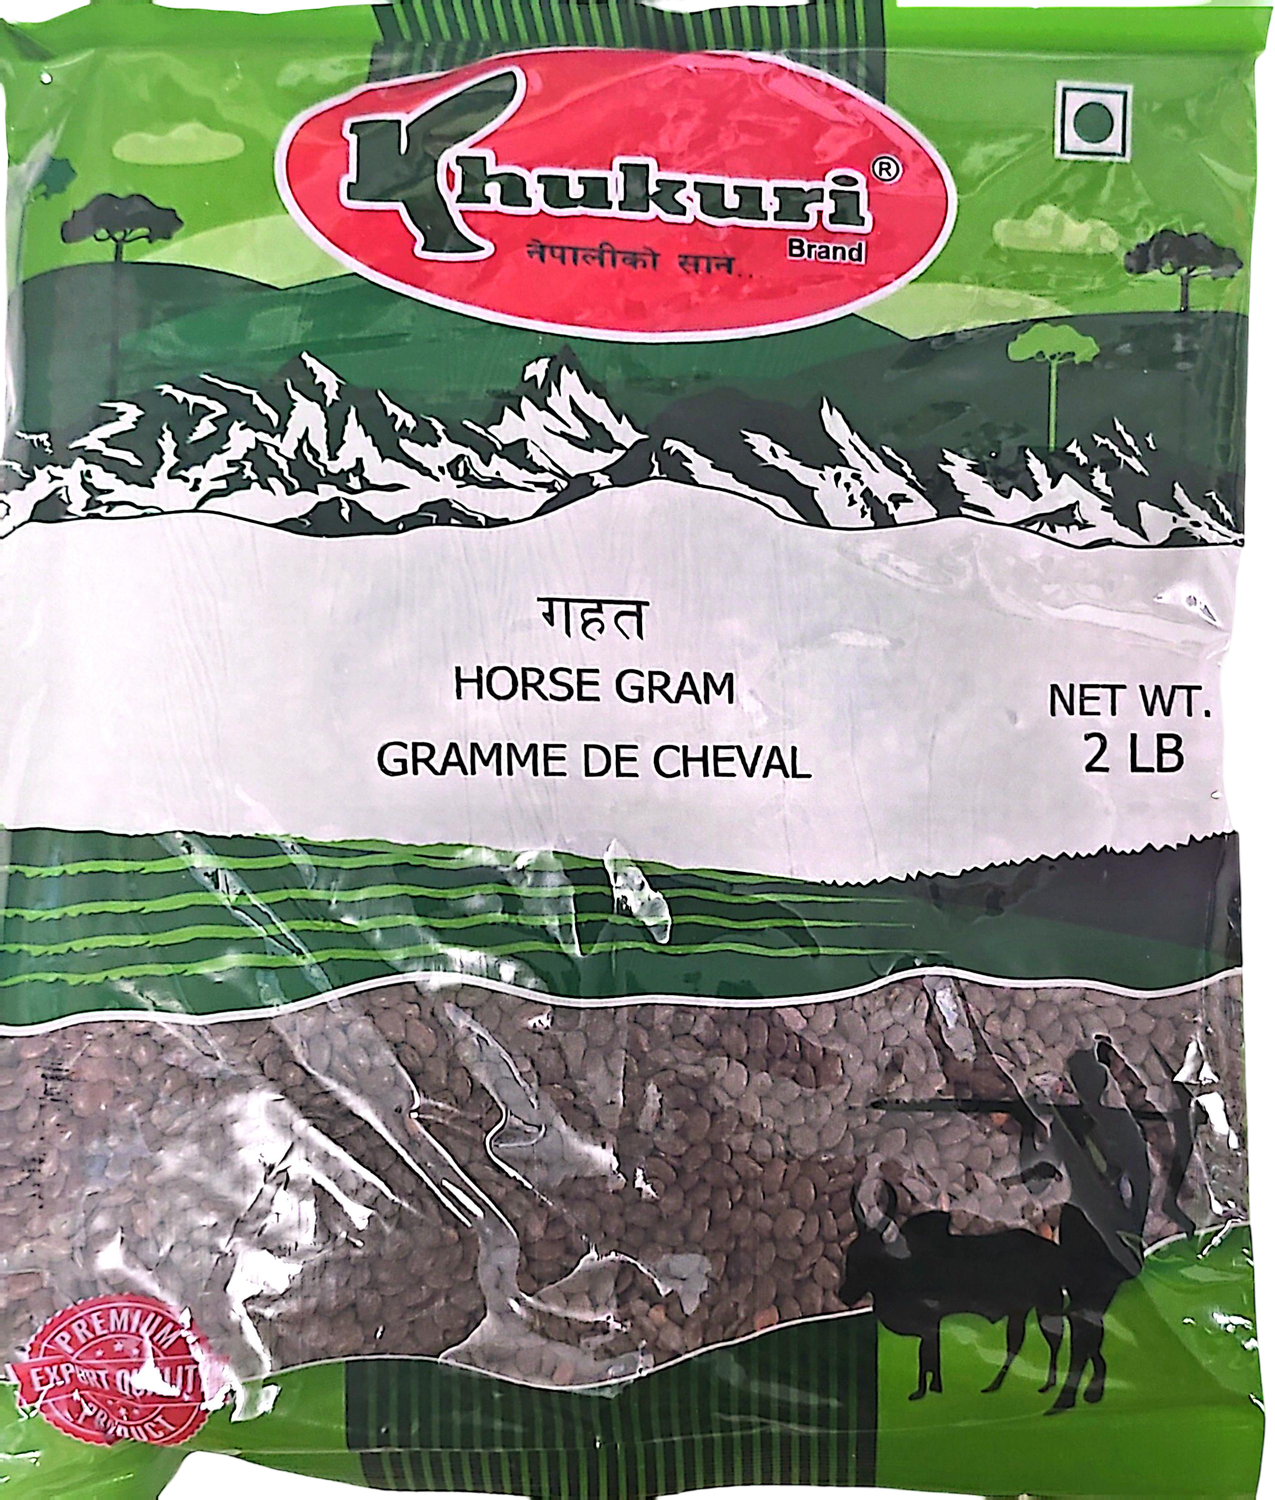 Khukuri®
Brand
नेपालीको सान...
गहत
HORSE GRAM
GRAMME DE CHEVAL
NET WT.
2 LB
PREMIUM
EXPORT QUALITY
PRODUCT